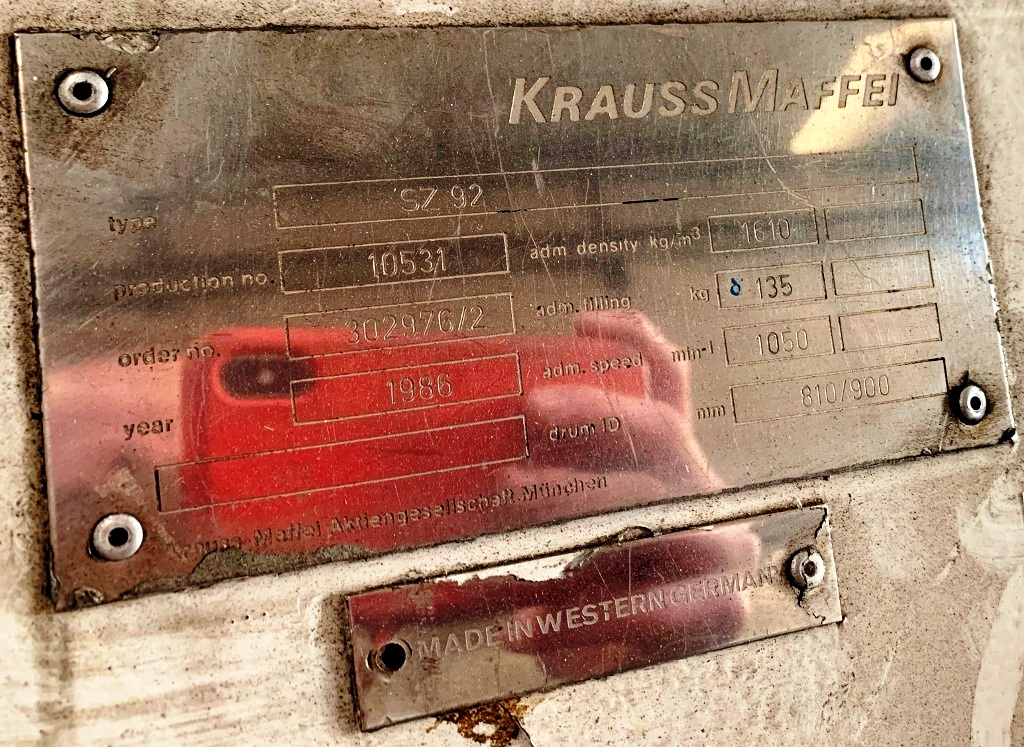 KRAUSS MAFFEI
type SZ 92
production no. 10531 adm density kg/m³ 1610
order no. 302976/2 adm. filling kg 135
year 1986 adm. speed min-1 1050
drum ID mm 810/900
Krauss-Maffei Aktiengesellschaft.München
MADE IN WESTERN GERMAN